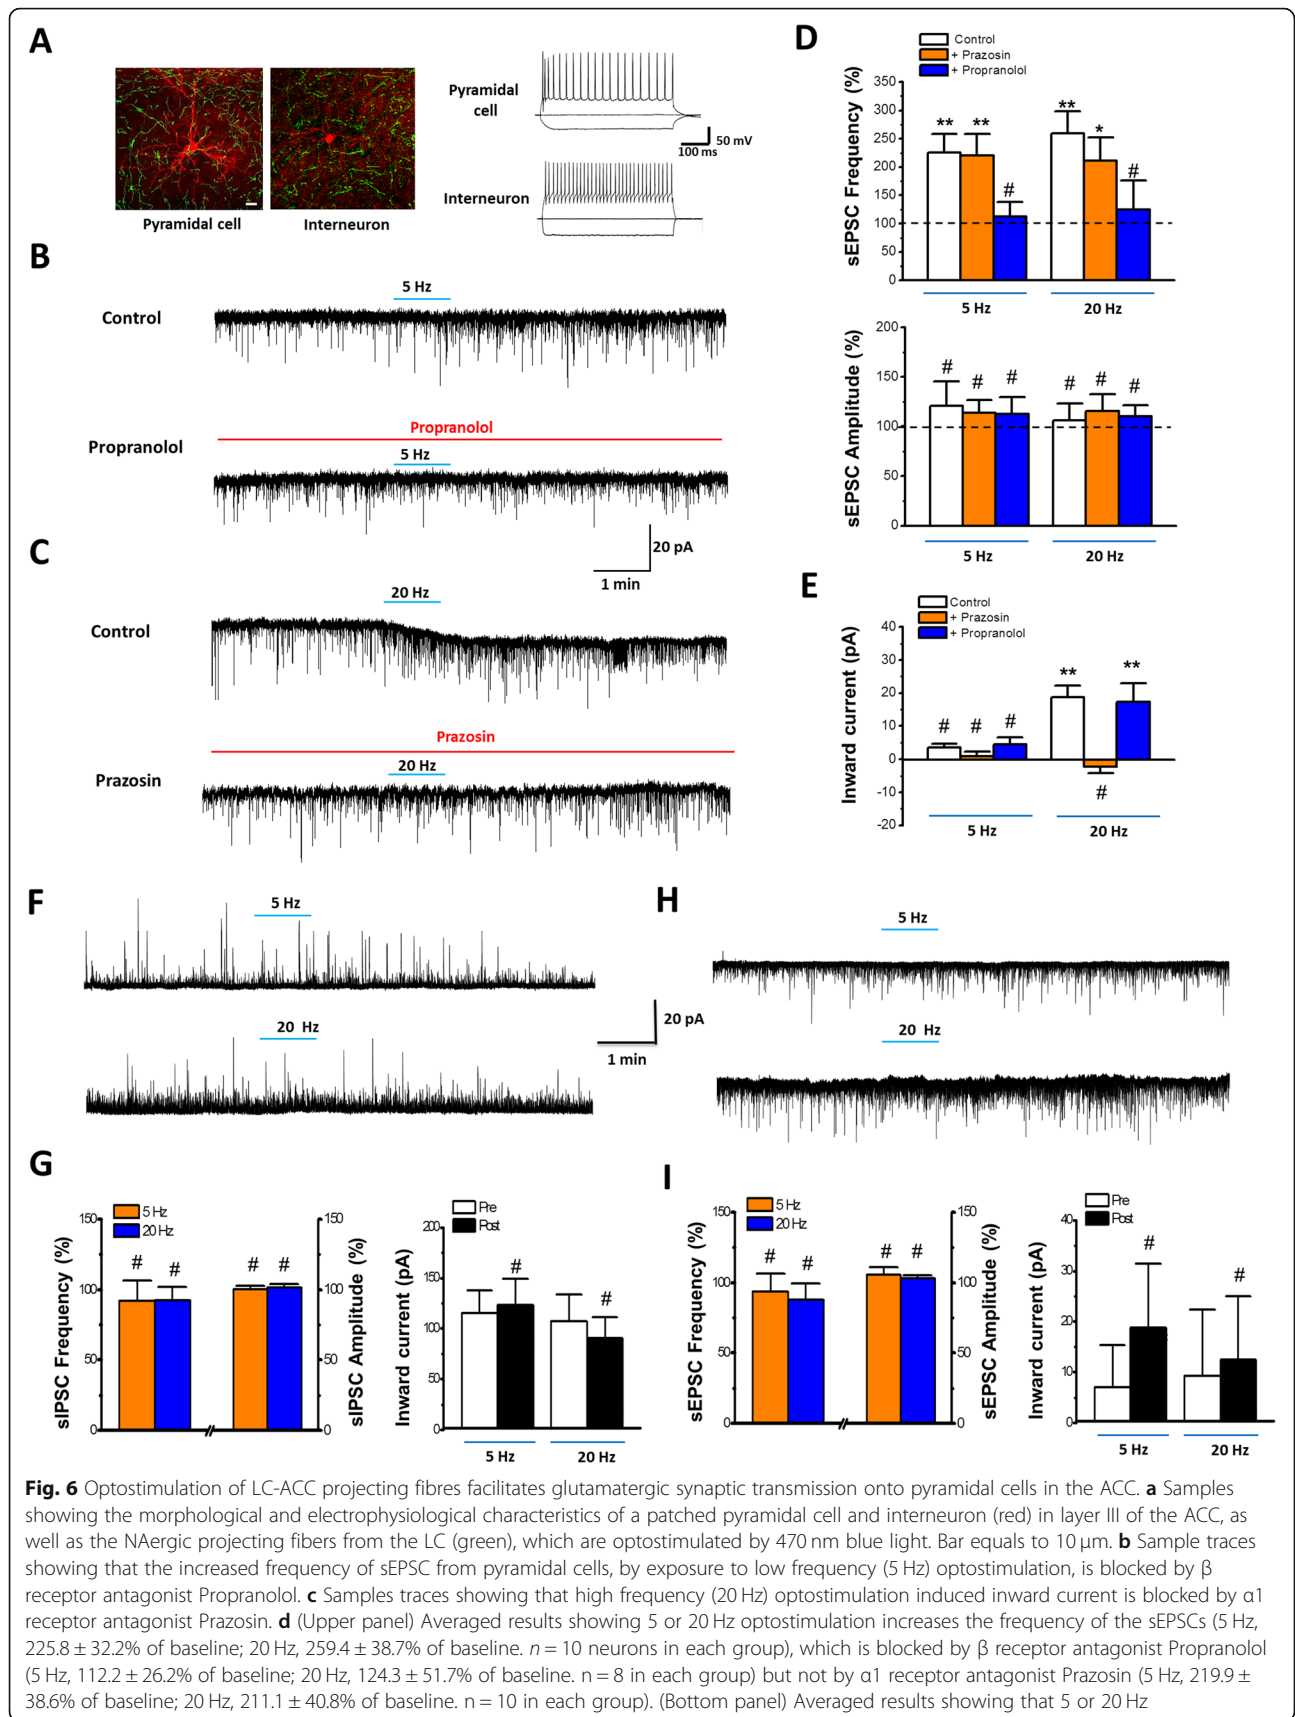 A
Pyramidal cell
Interneuron
Pyramidal
cell
50 mV
100 ms
Interneuron
B
5 Hz
Control
Propranolol
Propranolol
5 Hz
20 pA
1 min
C
20 Hz
Control
Prazosin
Prazosin
20 Hz
D
Control
+ Prazosin
+ Propranolol
sEPSC Frequency (%)
350
300
250
200
150
100
50
0
**
**
#
**
*
#
5 Hz
20 Hz
sEPSC Amplitude (%)
200
150
100
50
0
#
#
#
#
#
#
5 Hz
20 Hz
E
Control
+ Prazosin
+ Propranolol
Inward current (pA)
40
30
20
10
0
-10
-20
#
#
#
**
#
**
5 Hz
20 Hz
F
5 Hz
20 Hz
20 pA
1 min
H
5 Hz
20 Hz
G
5 Hz
20 Hz
sIPSC Frequency (%)
150
100
50
0
#
#
#
#
sIPSC Amplitude (%)
150
100
50
0
Pre
Post
Inward current (pA)
200
150
100
50
0
#
#
5 Hz
20 Hz
I
5 Hz
20 Hz
sEPSC Frequency (%)
150
100
50
0
#
#
#
#
sEPSC Amplitude (%)
150
100
50
0
Pre
Post
Inward current (pA)
40
30
20
10
0
#
#
5 Hz
20 Hz
Fig. 6 Optostimulation of LC-ACC projecting fibres facilitates glutamatergic synaptic transmission onto pyramidal cells in the ACC. a Samples
showing the morphological and electrophysiological characteristics of a patched pyramidal cell and interneuron (red) in layer III of the ACC, as
well as the NAergic projecting fibers from the LC (green), which are optostimulated by 470 nm blue light. Bar equals to 10 μm. b Sample traces
showing that the increased frequency of sEPSC from pyramidal cells, by exposure to low frequency (5 Hz) optostimulation, is blocked by β
receptor antagonist Propranolol. c Samples traces showing that high frequency (20 Hz) optostimulation induced inward current is blocked by α1
receptor antagonist Prazosin. d (Upper panel) Averaged results showing 5 or 20 Hz optostimulation increases the frequency of the sEPSCs (5 Hz,
225.8 ± 32.2% of baseline; 20 Hz, 259.4 ± 38.7% of baseline. n = 10 neurons in each group), which is blocked by β receptor antagonist Propranolol
(5 Hz, 112.2 ± 26.2% of baseline; 20 Hz, 124.3 ± 51.7% of baseline. n = 8 in each group) but not by α1 receptor antagonist Prazosin (5 Hz, 219.9 ±
38.6% of baseline; 20 Hz, 211.1 ± 40.8% of baseline. n = 10 in each group). (Bottom panel) Averaged results showing that 5 or 20 Hz